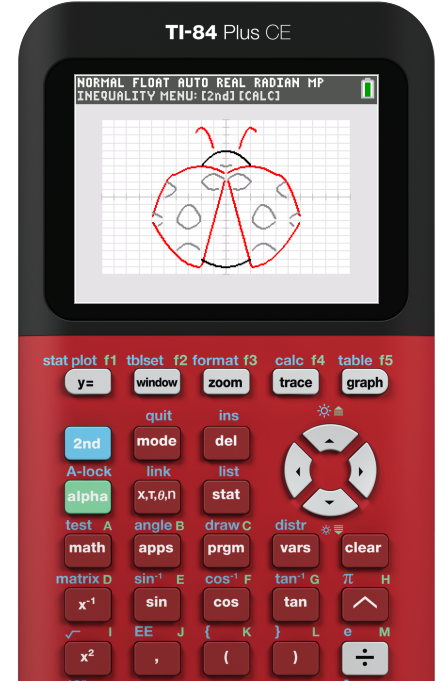 TI-84 Plus CE
NORMAL FLOAT AUTO REAL RADIAN MP
INEQUALITY MENU: [2nd] [CALC]
stat plot f1 tblset f2 format f3 calc f4 table f5
y= window zoom trace graph
quit ins
2nd mode del
A-lock link list
alpha X,T,θ,n stat
test A angle B draw C distr
math apps prgm vars clear
matrix D sin⁻¹ E cos⁻¹ F tan⁻¹ G π H
x⁻¹ sin cos tan ^
√ I EE J { K } L e M
x² , ( ) ÷